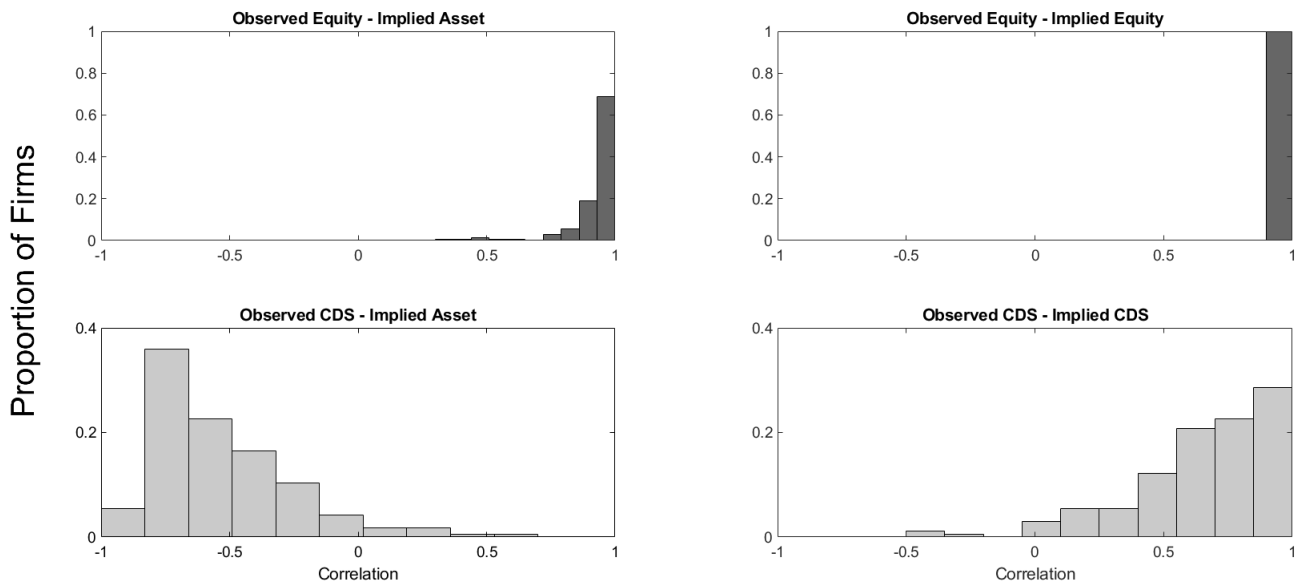 Proportion of Firms
Observed Equity - Implied Asset
1
0.8
0.6
0.4
0.2
0
-1 -0.5 0 0.5 1
Observed Equity - Implied Equity
1
0.8
0.6
0.4
0.2
0
-1 -0.5 0 0.5 1
Observed CDS - Implied Asset
0.4
0.2
0
-1 -0.5 0 0.5 1
Correlation
Observed CDS - Implied CDS
0.4
0.2
0
-1 -0.5 0 0.5 1
Correlation